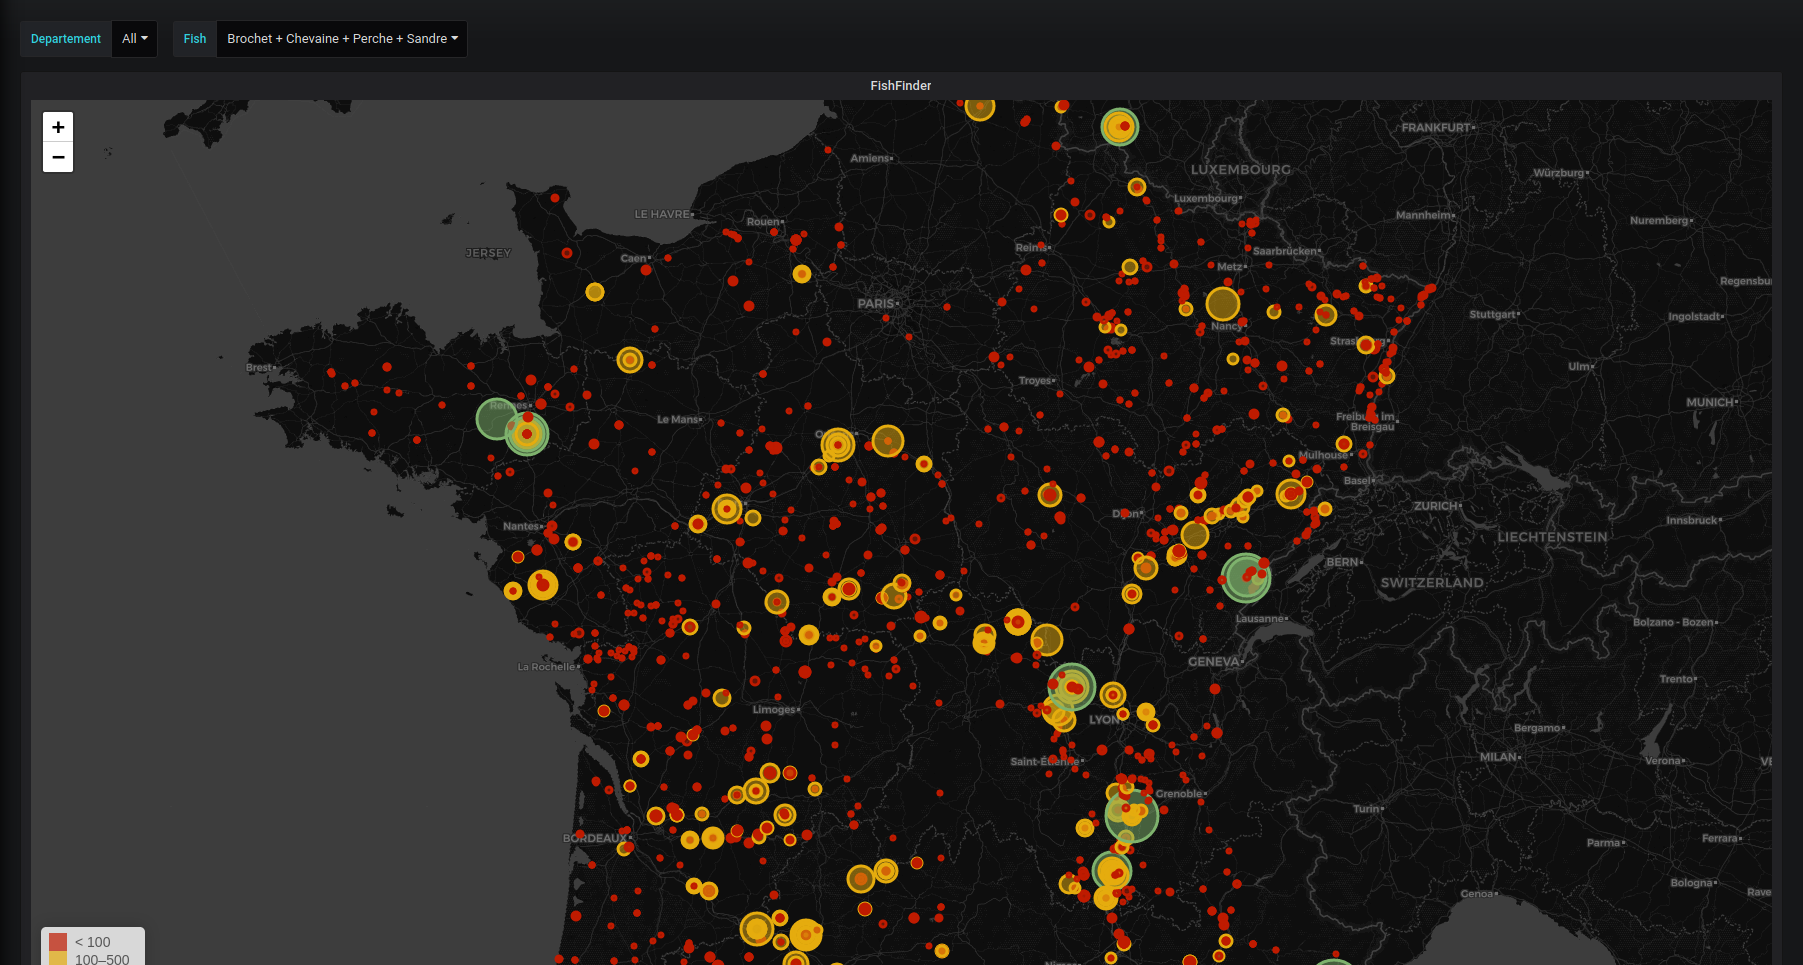 Departement All Fish Brochet + Chevaine + Perche + Sandre
FishFinder
+
−
FRANKFURT
Amiens
LUXEMBOURG
Würzburg
Luxembourg
LE HAVRE
Rouen
Mannheim
Nuremberg
JERSEY
Caen
Reims
Saarbrücken
Metz
Regensbu
PARIS
Stuttgart
Ingolstadt
Nancy
Brest
Ulm
Troyes
MUNICH
Rennes
Le Mans
Freiburg im
Breisgau
Mulhouse
Basel
ZURICH
Dijon
Innsbruck
Nantes
LIECHTENSTEIN
BERN
SWITZERLAND
Lausanne
Bolzano - Bozen
La Rochelle
GENEVA
Trento
Limoges
LYON
Bergamo
Saint-Étienne
MILAN
Verona
VE
Grenoble
Turin
BORDEAUX
Ferrara
Parma
Bologna
Genoa
Rave
< 100
100–500